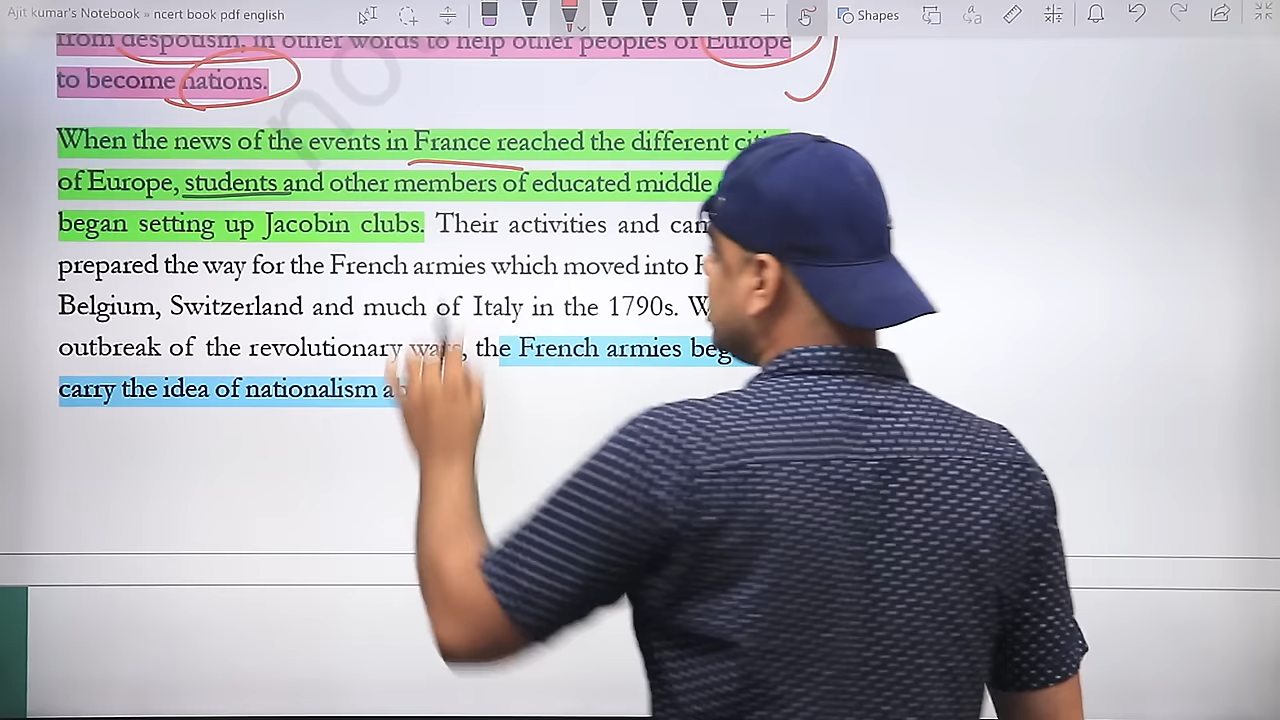 Ajit kumar's Notebook » ncert book pdf english
Shapes
from despotism, in other words to help other peoples of Europe
to become nations.
no
When the news of the events in France reached the different
of Europe, students and other members of educated middle
began setting up Jacobin clubs. Their activities and
prepared the way for the French armies which moved into
Belgium, Switzerland and much of Italy in the 1790s.
outbreak of the revolutionary wars, the French armies
carry the idea of nationalism